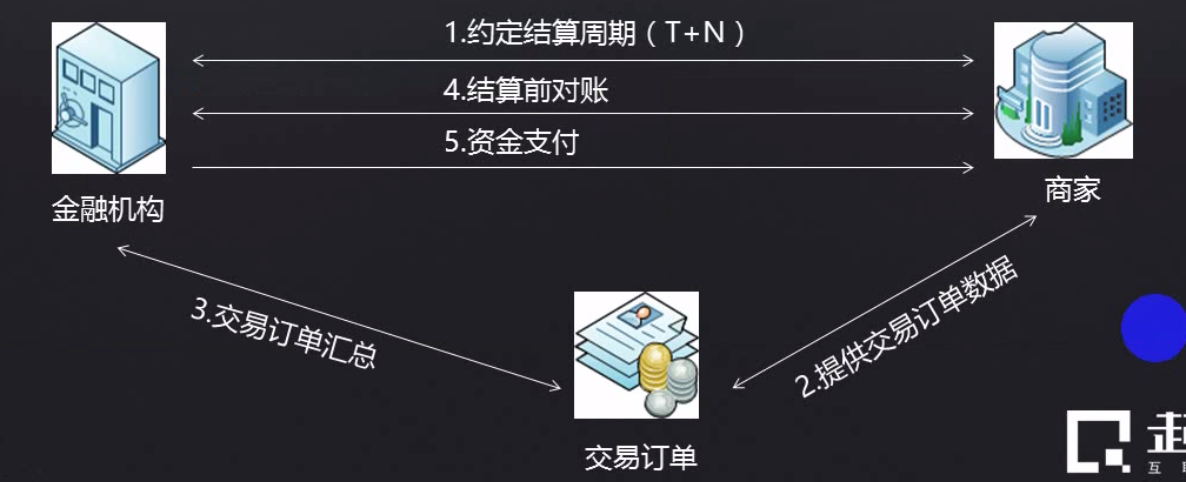 1.约定结算周期（T+N）
4.结算前对账
5.资金支付
金融机构
商家
3.交易订单汇总
2.提供交易订单数据
交易订单
互